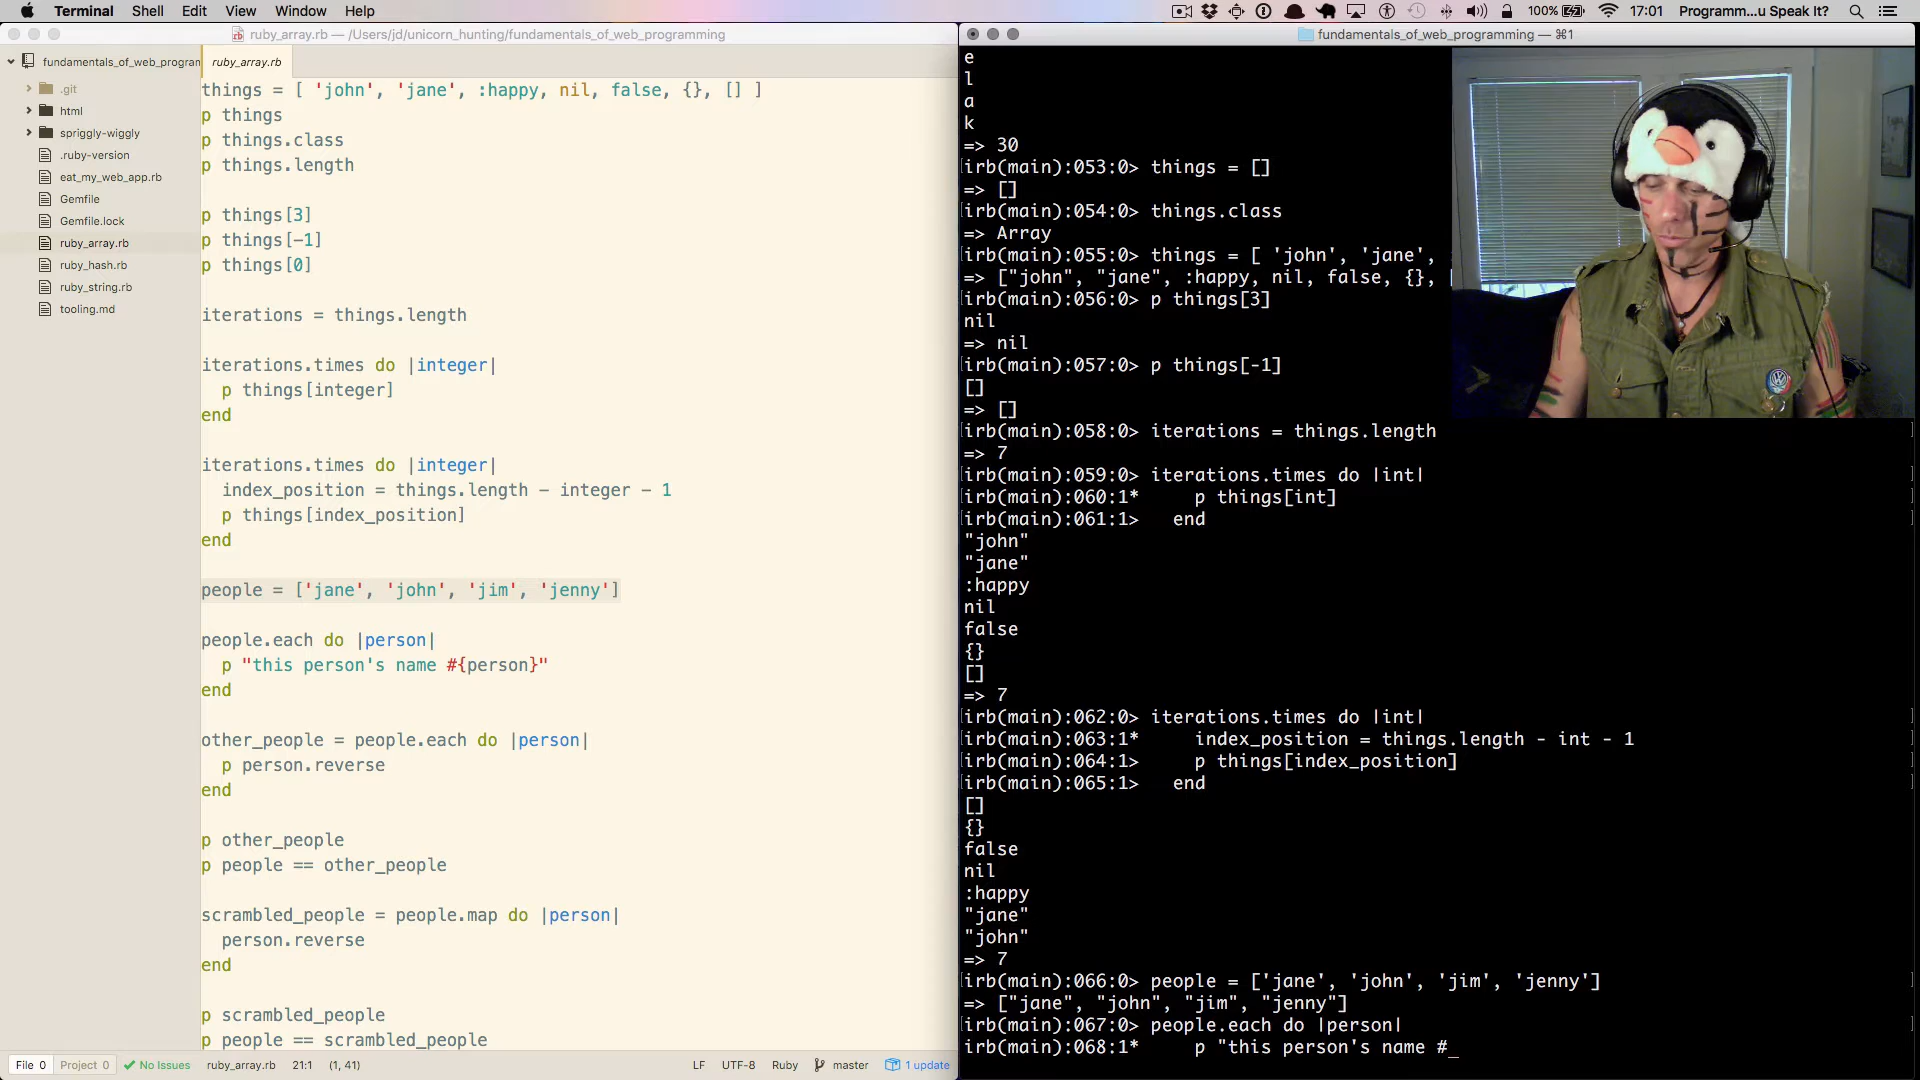 Terminal Shell Edit View Window Help 100% 17:01 Programm...u Speak It?
ruby_array.rb — /Users/jd/unicorn_hunting/fundamentals_of_web_programming
fundamentals_of_web_program
.git
html
spriggly-wiggly
.ruby-version
eat_my_web_app.rb
Gemfile
Gemfile.lock
ruby_array.rb
ruby_hash.rb
ruby_string.rb
tooling.md
ruby_array.rb
things = [ 'john', 'jane', :happy, nil, false, {}, [] ]
p things
p things.class
p things.length
p things[3]
p things[-1]
p things[0]
iterations = things.length
iterations.times do |integer|
p things[integer]
end
iterations.times do |integer|
index_position = things.length - integer - 1
p things[index_position]
end
people = ['jane', 'john', 'jim', 'jenny']
people.each do |person|
p "this person's name #{person}"
end
other_people = people.each do |person|
p person.reverse
end
p other_people
p people == other_people
scrambled_people = people.map do |person|
person.reverse
end
p scrambled_people
p people == scrambled_people
File 0 Project 0 No Issues ruby_array.rb 21:1 (1, 41) LF UTF-8 Ruby master 1 update
fundamentals_of_web_programming — ⌘1
e
l
a
k
=> 30
irb(main):053:0> things = []
=> []
irb(main):054:0> things.class
=> Array
irb(main):055:0> things = [ 'john', 'jane',
=> ["john", "jane", :happy, nil, false, {}, [
irb(main):056:0> p things[3]
nil
=> nil
irb(main):057:0> p things[-1]
[]
=> []
irb(main):058:0> iterations = things.length
=> 7
irb(main):059:0> iterations.times do |int|
irb(main):060:1* p things[int]
irb(main):061:1> end
"john"
"jane"
:happy
nil
false
{}
[]
=> 7
irb(main):062:0> iterations.times do |int|
irb(main):063:1* index_position = things.length - int - 1
irb(main):064:1> p things[index_position]
irb(main):065:1> end
[]
{}
false
nil
:happy
"jane"
"john"
=> 7
irb(main):066:0> people = ['jane', 'john', 'jim', 'jenny']
=> ["jane", "john", "jim", "jenny"]
irb(main):067:0> people.each do |person|
irb(main):068:1* p "this person's name #_